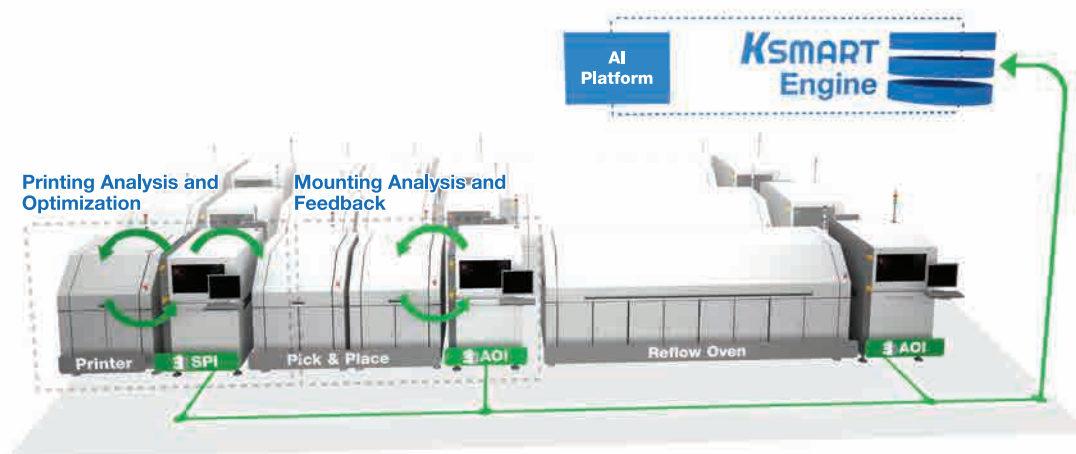 AI
Platform
KSMART
Engine
Printing Analysis and
Optimization
Mounting Analysis and
Feedback
Printer
SPI
Pick & Place
AOI
Reflow Oven
AOI